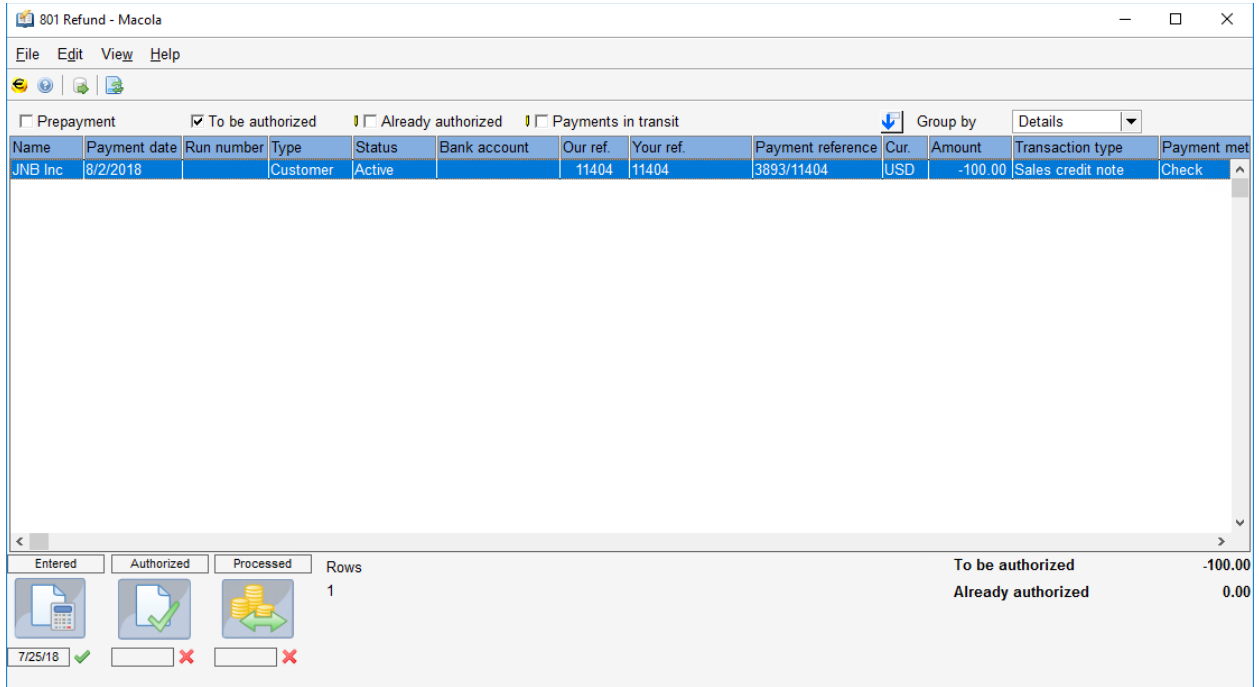 801 Refund - Macola
File Edit View Help
Prepayment To be authorized Already authorized Payments in transit Group by Details
Name Payment date Run number Type Status Bank account Our ref. Your ref. Payment reference Cur. Amount Transaction type Payment met
JNB Inc 8/2/2018 Customer Active 11404 11404 3893/11404 USD -100.00 Sales credit note Check
Entered Authorized Processed Rows To be authorized -100.00
1 Already authorized 0.00
7/25/18